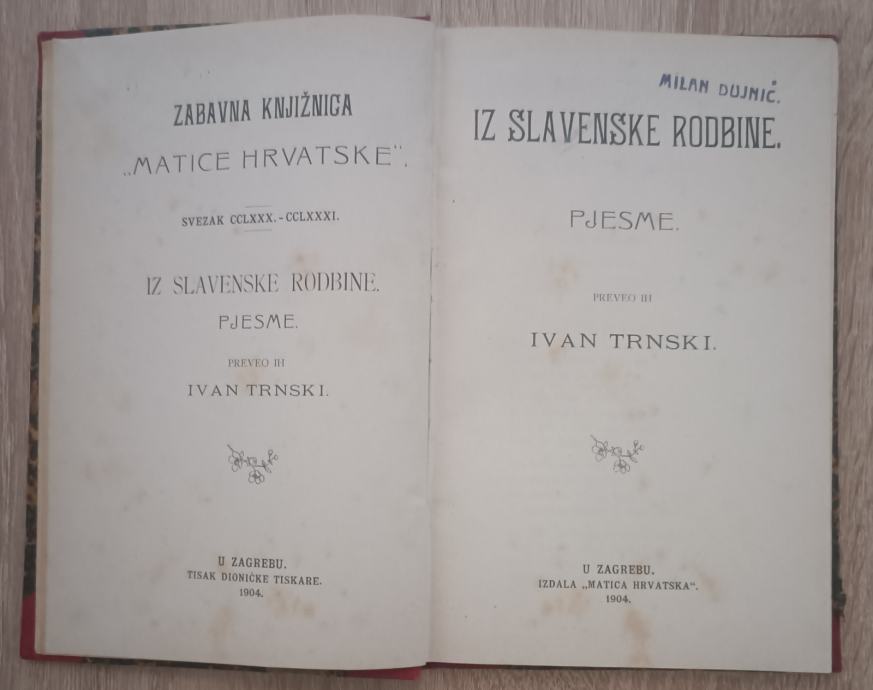 ZABAVNA KNJIŽNICA
„MATICE HRVATSKE“.
SVEZAK CCLXXX.-CCLXXXI.
IZ SLAVENSKE RODBINE.
PJESME.
PREVEO IH
IVAN TRNSKI.
U ZAGREBU.
TISAK DIONIČKE TISKARE.
1904.
MILAN DUJNIĆ.
IZ SLAVENSKE RODBINE.
PJESME.
PREVEO IH
IVAN TRNSKI.
U ZAGREBU.
IZDALA „MATICA HRVATSKA“.
1904.